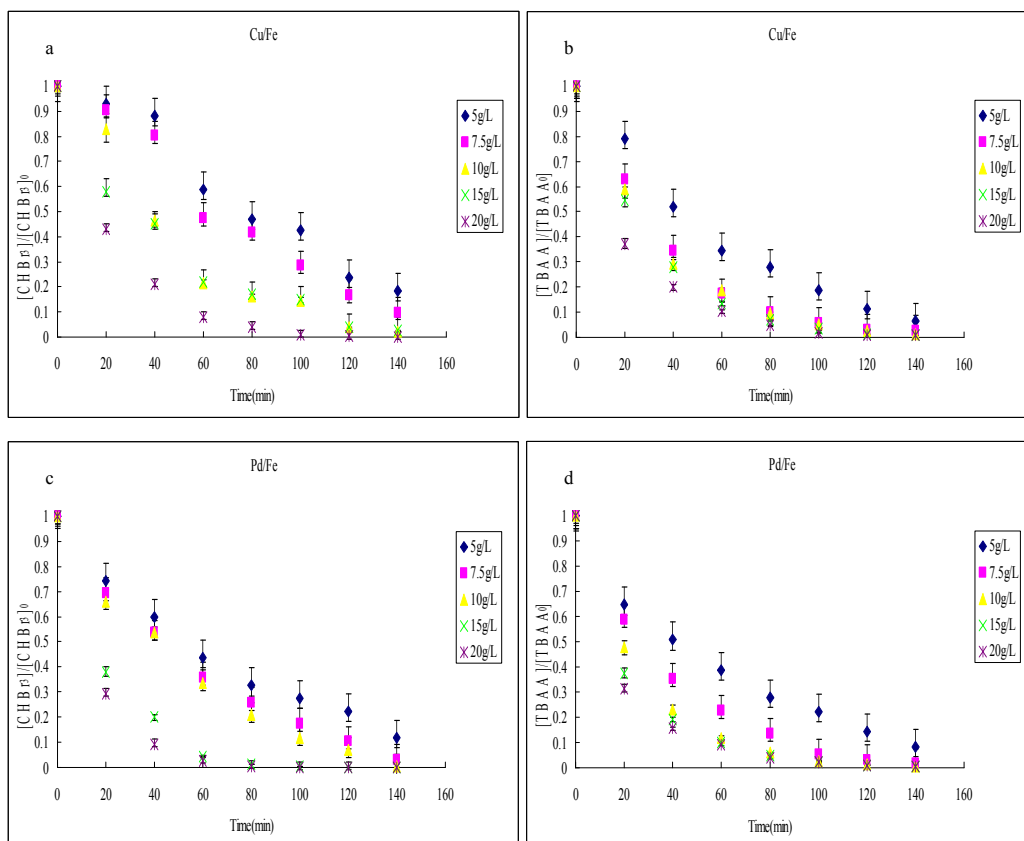 a
Cu/Fe
[CHBr3]/[CHBr3]0
1
0.9
0.8
0.7
0.6
0.5
0.4
0.3
0.2
0.1
0
0 20 40 60 80 100 120 140 160
Time(min)
5g/L
7.5g/L
10g/L
15g/L
20g/L
b
Cu/Fe
[TBAA]/[TBAA0]
1
0.9
0.8
0.7
0.6
0.5
0.4
0.3
0.2
0.1
0
0 20 40 60 80 100 120 140 160
Time(min)
5g/L
7.5g/L
10g/L
15g/L
20g/L
c
Pd/Fe
[CHBr3]/[CHBr3]0
1
0.9
0.8
0.7
0.6
0.5
0.4
0.3
0.2
0.1
0
0 20 40 60 80 100 120 140 160
Time(min)
5g/L
7.5g/L
10g/L
15g/L
20g/L
d
Pd/Fe
[TBAA]/[TBAA0]
1
0.9
0.8
0.7
0.6
0.5
0.4
0.3
0.2
0.1
0
0 20 40 60 80 100 120 140 160
Time(min)
5g/L
7.5g/L
10g/L
15g/L
20g/L